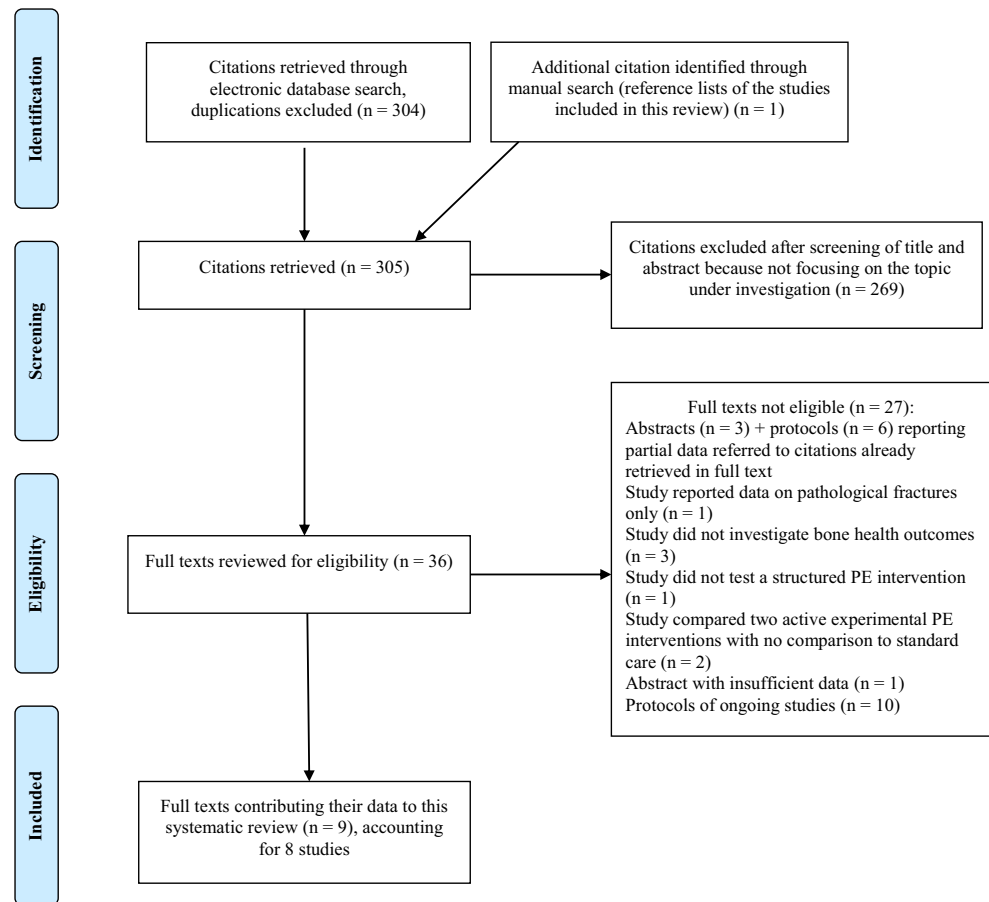 Identification
Citations retrieved through
electronic database search,
duplications excluded (n = 304)
Additional citation identified through
manual search (reference lists of the studies
included in this review) (n = 1)
Screening
Citations retrieved (n = 305)
Citations excluded after screening of title and
abstract because not focusing on the topic
under investigation (n = 269)
Eligibility
Full texts reviewed for eligibility (n = 36)
Full texts not eligible (n = 27):
Abstracts (n = 3) + protocols (n = 6) reporting
partial data referred to citations already
retrieved in full text
Study reported data on pathological fractures
only (n = 1)
Study did not investigate bone health outcomes
(n = 3)
Study did not test a structured PE intervention
(n = 1)
Study compared two active experimental PE
interventions with no comparison to standard
care (n = 2)
Abstract with insufficient data (n = 1)
Protocols of ongoing studies (n = 10)
Included
Full texts contributing their data to this
systematic review (n = 9), accounting
for 8 studies